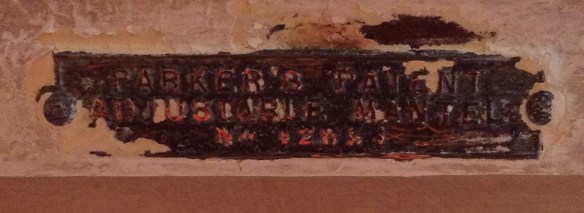 PARKER'S PATENT
ADJUSTABLE MANTEL
No